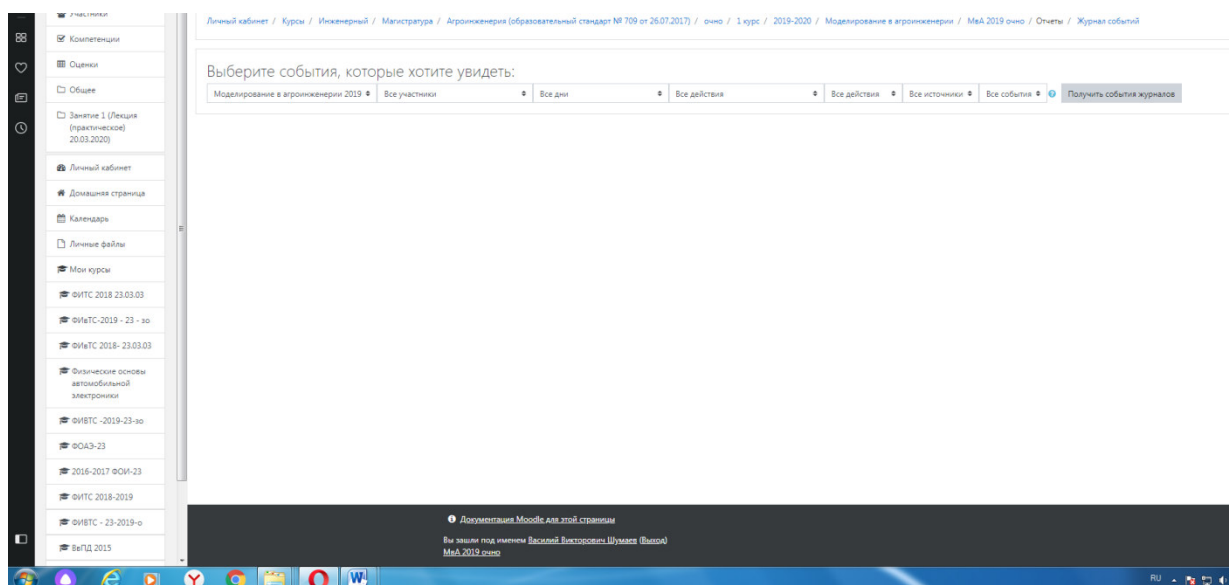 Участники
Компетенции
Оценки
Общее
Занятие 1 (Лекция
(практическое)
20.03.2020)
Личный кабинет
Домашняя страница
Календарь
Личные файлы
Мои курсы
ФИТС 2018 23.03.03
ФИвТС-2019 - 23 - зо
ФИвТС 2018- 23.03.03
Физические основы
автомобильной
электроники
ФИВТС -2019-23-зо
ФОАЭ-23
2016-2017 ФОИ-23
ФИТС 2018-2019
ФИВТС - 23-2019-о
ВеПД 2015
Личный кабинет / Курсы / Инженерный / Магистратура / Агроинженерия (образовательный стандарт № 709 от 26.07.2017) / очно / 1 курс / 2019-2020 / Моделирование в агроинженерии / МвА 2019 очно / Отчеты / Журнал событий
Выберите события, которые хотите увидеть:
Моделирование в агроинженерии 2019 Все участники Все дни Все действия Все действия Все источники Все события Получить события журналов
Документация Moodle для этой страницы
Вы зашли под именем Василий Викторович Шумаев (Выход)
МвА 2019 очно
RU